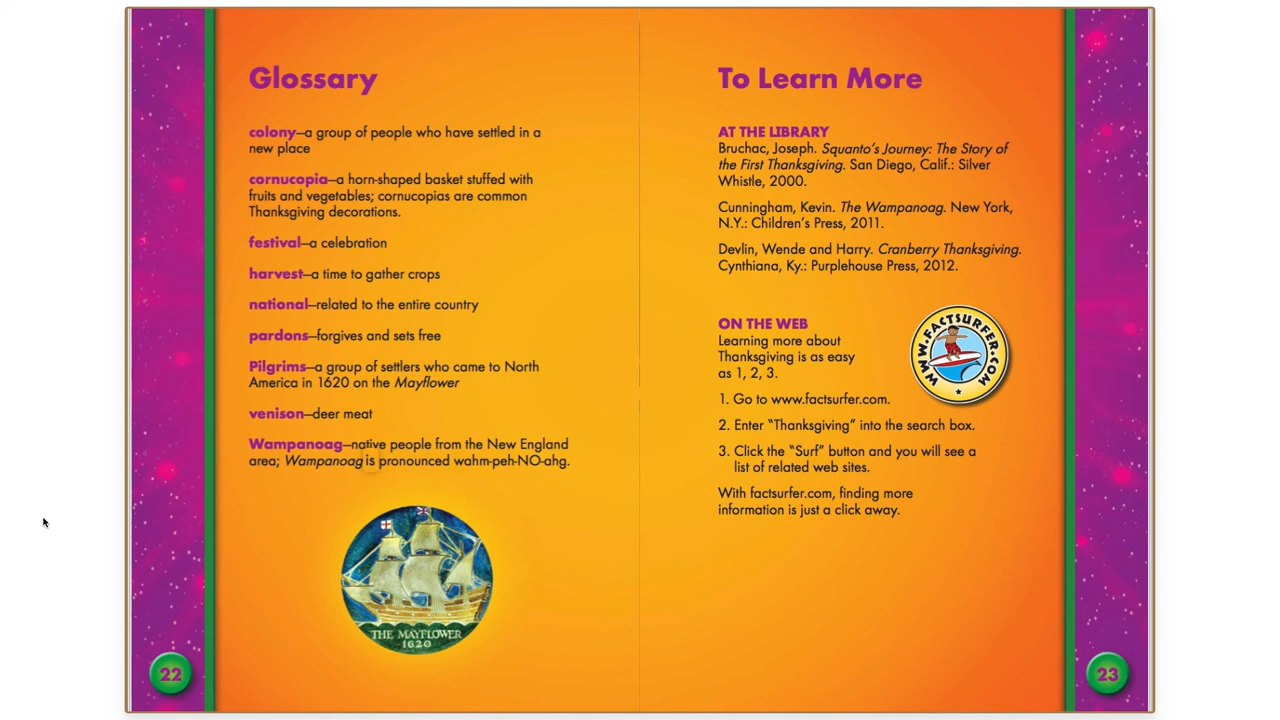 Glossary
colony—a group of people who have settled in a
new place
cornucopia—a horn-shaped basket stuffed with
fruits and vegetables; cornucopias are common
Thanksgiving decorations.
festival—a celebration
harvest—a time to gather crops
national—related to the entire country
pardons—forgives and sets free
Pilgrims—a group of settlers who came to North
America in 1620 on the Mayflower
venison—deer meat
Wampanoag—native people from the New England
area; Wampanoag is pronounced wahm-peh-NO-ahg.
THE MAYFLOWER
1620
22
To Learn More
AT THE LIBRARY
Bruchac, Joseph. Squanto's Journey: The Story of
the First Thanksgiving. San Diego, Calif.: Silver
Whistle, 2000.
Cunningham, Kevin. The Wampanoag. New York,
N.Y.: Children's Press, 2011.
Devlin, Wende and Harry. Cranberry Thanksgiving.
Cynthiana, Ky.: Purplehouse Press, 2012.
ON THE WEB
Learning more about
Thanksgiving is as easy
as 1, 2, 3.
WWW.FACTSURFER.COM
1. Go to www.factsurfer.com.
2. Enter "Thanksgiving" into the search box.
3. Click the "Surf" button and you will see a
list of related web sites.
With factsurfer.com, finding more
information is just a click away.
23